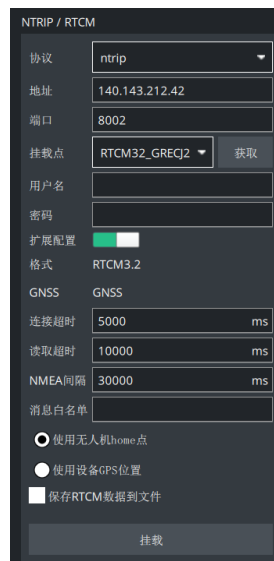 NTRIP / RTCM
协议 ntrip
地址 140.143.212.42
端口 8002
挂载点 RTCM32_GRECJ2 获取
用户名
密码
扩展配置
格式 RTCM3.2
GNSS GNSS
连接超时 5000 ms
读取超时 10000 ms
NMEA间隔 30000 ms
消息白名单
使用无人机home点
使用设备GPS位置
保存RTCM数据到文件
挂载